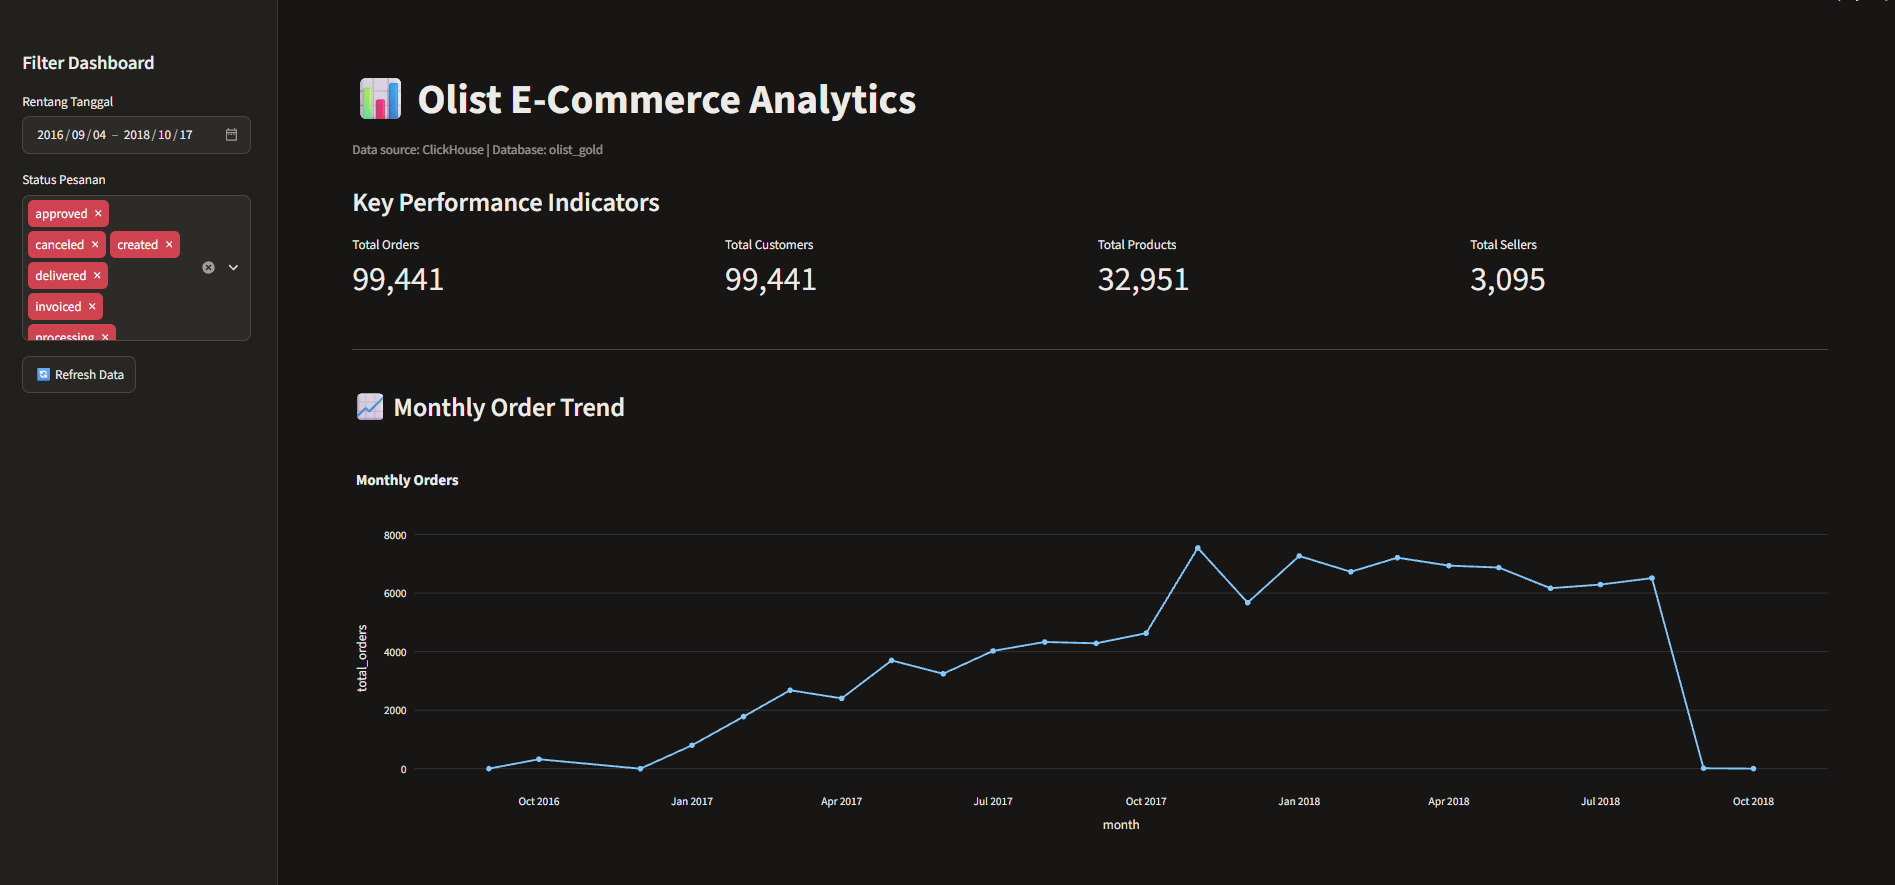 Filter Dashboard
Rentang Tanggal
2016/09/04 – 2018/10/17
Status Pesanan
approved ×
canceled × created ×
delivered ×
invoiced ×
processing ×
Refresh Data
Olist E-Commerce Analytics
Data source: ClickHouse | Database: olist_gold
Key Performance Indicators
Total Orders Total Customers Total Products Total Sellers
99,441 99,441 32,951 3,095
Monthly Order Trend
Monthly Orders
8000
6000
4000
2000
0
total_orders
Oct 2016 Jan 2017 Apr 2017 Jul 2017 Oct 2017 Jan 2018 Apr 2018 Jul 2018 Oct 2018
month